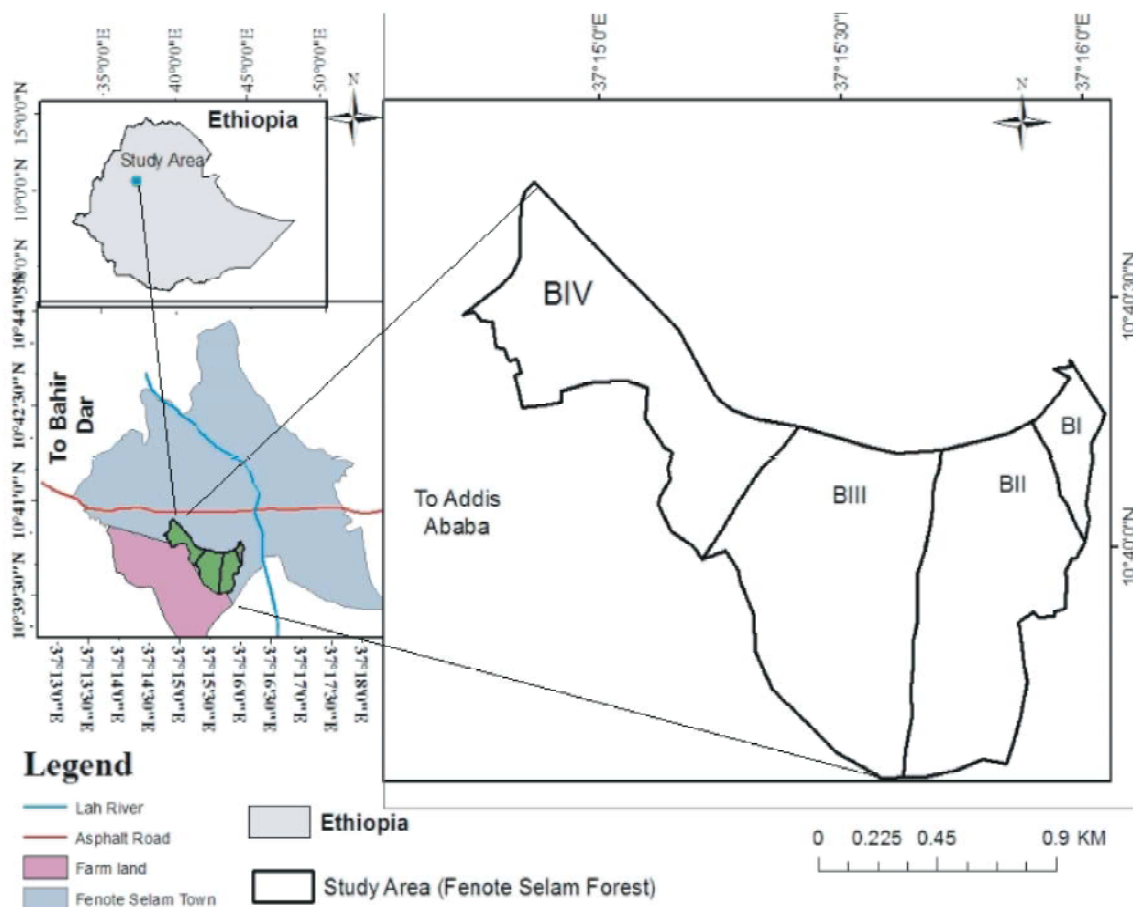 35°0'0"E
40°0'0"E
45°0'0"E
50°0'0"E
15°0'0"N
10°0'0"N
Ethiopia
Study Area
N
37°15'0"E
37°15'30"E
37°16'0"E
N
10°40'30"N
10°40'0"N
BIV
BIII
BII
BI
To Addis
Ababa
To Bahir
Dar
10°44'05"N
10°42'30"N
10°41'0"N
10°39'30"N
37°13'0"E
37°13'30"E
37°14'0"E
37°14'30"E
37°15'0"E
37°15'30"E
37°16'0"E
37°16'30"E
37°17'0"E
37°17'30"E
37°18'0"E
Legend
Lah River
Asphalt Road
Farm land
Fenote Selam Town
Ethiopia
Study Area (Fenote Selam Forest)
0 0.225 0.45 0.9 KM